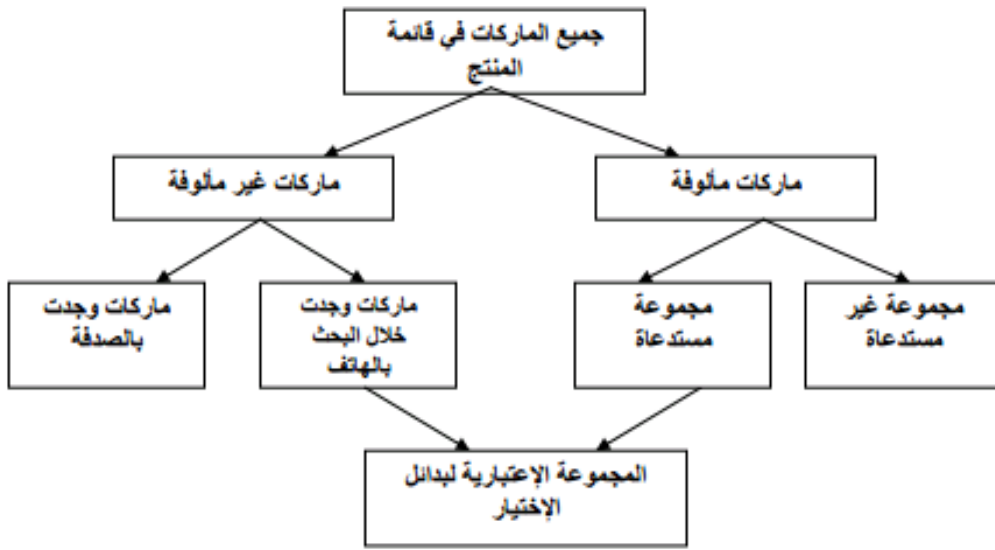 جميع الماركات في قائمة
المنتج
ماركات مألوفة
ماركات غير مألوفة
مجموعة غير
مستدعاة
مجموعة
مستدعاة
ماركات وجدت
خلال البحث
بالهاتف
ماركات وجدت
بالصدفة
المجموعة الإعتبارية لبدائل
الإختيار